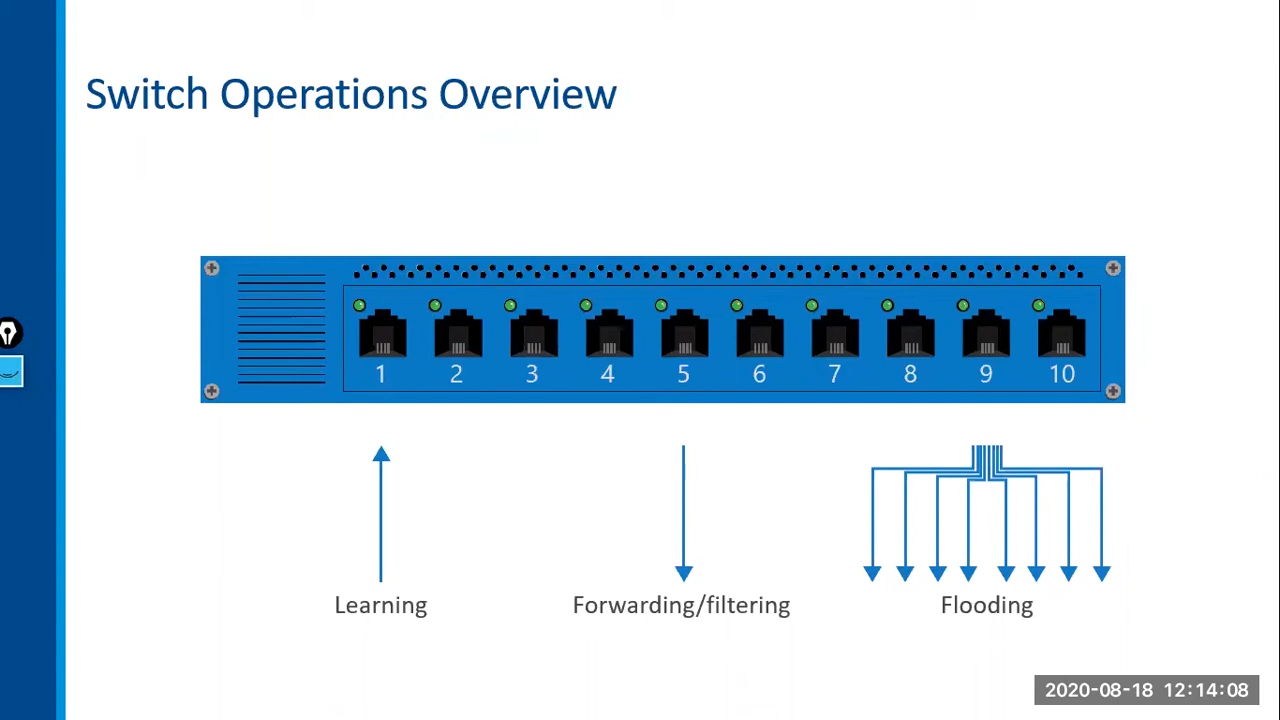 Switch Operations Overview
1 2 3 4 5 6 7 8 9 10
Learning Forwarding/filtering Flooding
2020-08-18 12:14:08